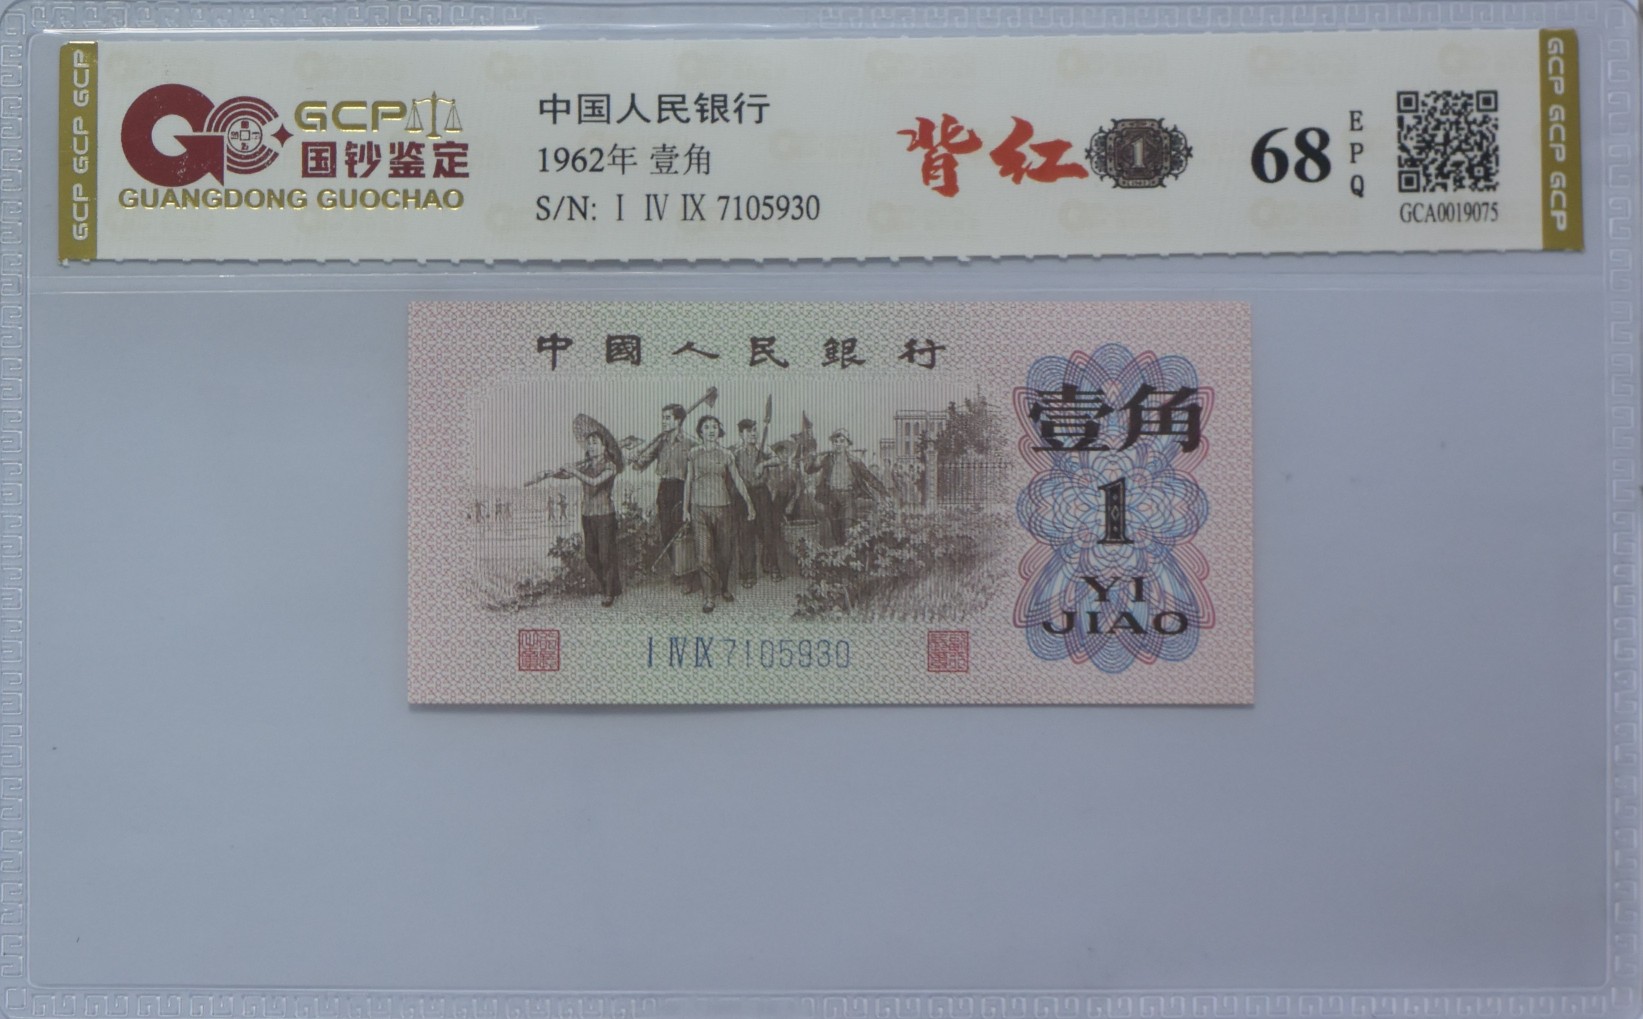 GCP GCP GCP
GCP
国钞鉴定
GUANGDONG GUOCHAO
中国人民银行
1962年 壹角
S/N: Ⅰ Ⅳ Ⅸ 7105930
背红
1
68
EPQ
GCA0019075
GCP GCP GCP
中國人民銀行
壹角
1
YI
JIAO
Ⅰ Ⅳ Ⅸ 7105930